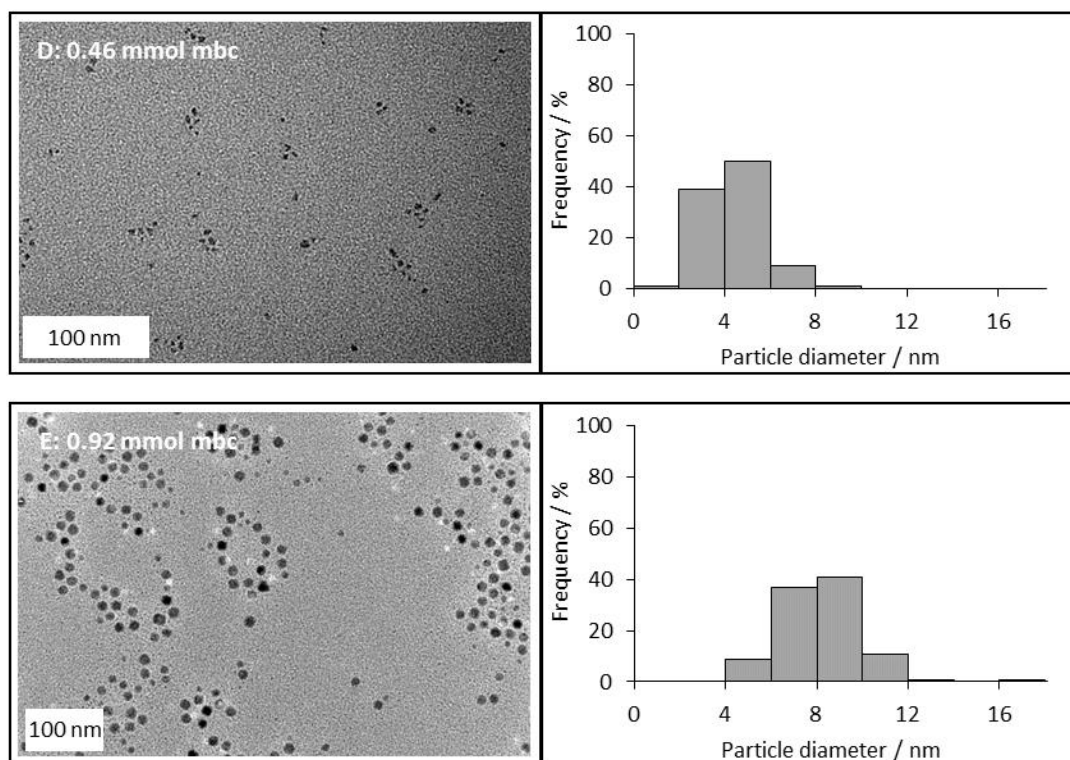 D: 0.46 mmol mbc
100 nm
Frequency / %
100
80
60
40
20
0
0 4 8 12 16
Particle diameter / nm
E: 0.92 mmol mbc
100 nm
Frequency / %
100
80
60
40
20
0
0 4 8 12 16
Particle diameter / nm